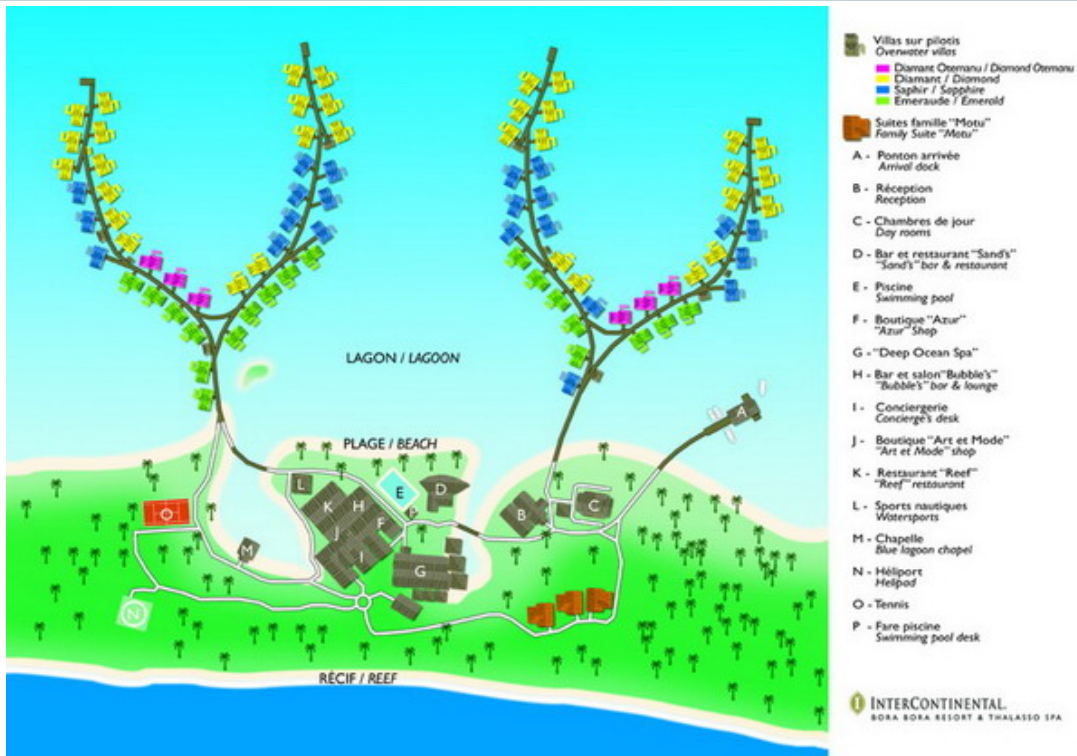 LAGON / LAGOON
PLAGE / BEACH
A
L
E
D
K
H
P
C
B
F
J
O
I
M
G
N
RÉCIF / REEF
Villas sur pilotis
Overwater villas
Diamant Otemanu / Diamond Otemanu
Diamant / Diamond
Saphir / Sapphire
Emeraude / Emerald
Suites famille "Motu"
Family Suite "Motu"
A - Ponton arrivée
Arrival dock
B - Réception
Reception
C - Chambres de jour
Day rooms
D - Bar et restaurant "Sand's"
"Sand's" bar & restaurant
E - Piscine
Swimming pool
F - Boutique "Azur"
"Azur" Shop
G - "Deep Ocean Spa"
H - Bar et salon "Bubble's"
"Bubble's" bar & lounge
I - Conciergerie
Concierge's desk
J - Boutique "Art et Mode"
"Art et Mode" shop
K - Restaurant "Reef"
"Reef" restaurant
L - Sports nautiques
Watersports
M - Chapelle
Blue lagoon chapel
N - Héliport
Helipad
O - Tennis
P - Fare piscine
Swimming pool desk
INTERCONTINENTAL.
BORA BORA RESORT & THALASSO SPA